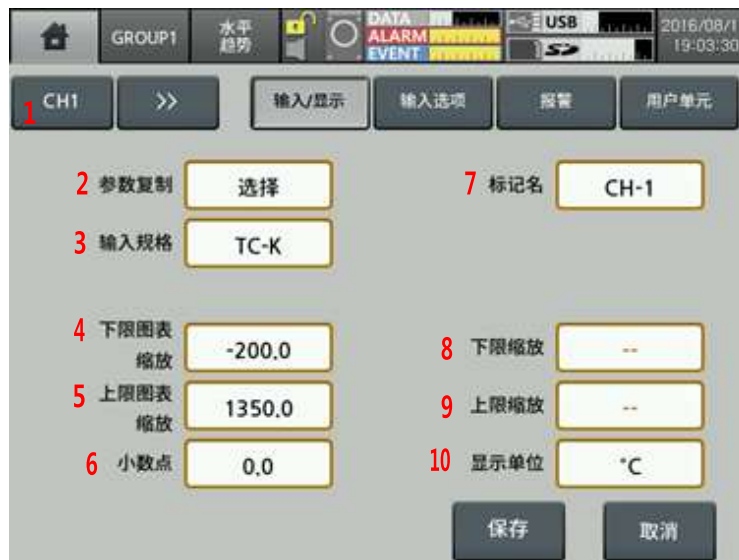 GROUP1
水平
趋势
DATA
ALARM
EVENT
USB
SD
2016/08/1
19:03:30
1
CH1
>>
输入/显示
输入选项
报警
用户单元
2 参数复制 选择
7 标记名 CH-1
3 输入规格 TC-K
4 下限图表
缩放
-200.0
8 下限缩放 --
5 上限图表
缩放
1350.0
9 上限缩放 --
6 小数点 0.0
10 显示单位 °C
保存
取消